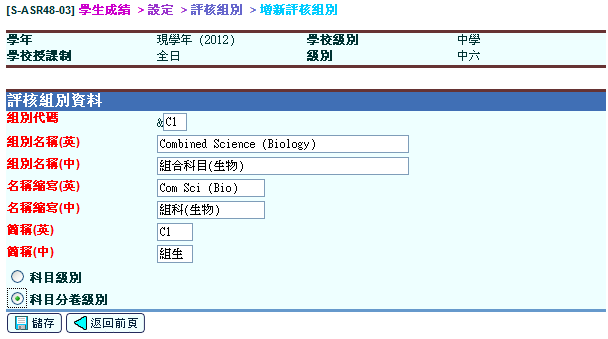 [S-ASR48-03] 學生成績 > 設定 > 評核組別 > 增新評核組別
學年 現學年 (2012) 學校級別 中學
學校授課制 全日 級別 中六
評核組別資料
組別代碼 &C1
組別名稱(英) Combined Science (Biology)
組別名稱(中) 組合科目(生物)
名稱縮寫(英) Com Sci (Bio)
名稱縮寫(中) 組科(生物)
簡稱(英) C1
簡稱(中) 組生
科目級別
科目分卷級別
儲存 返回前頁